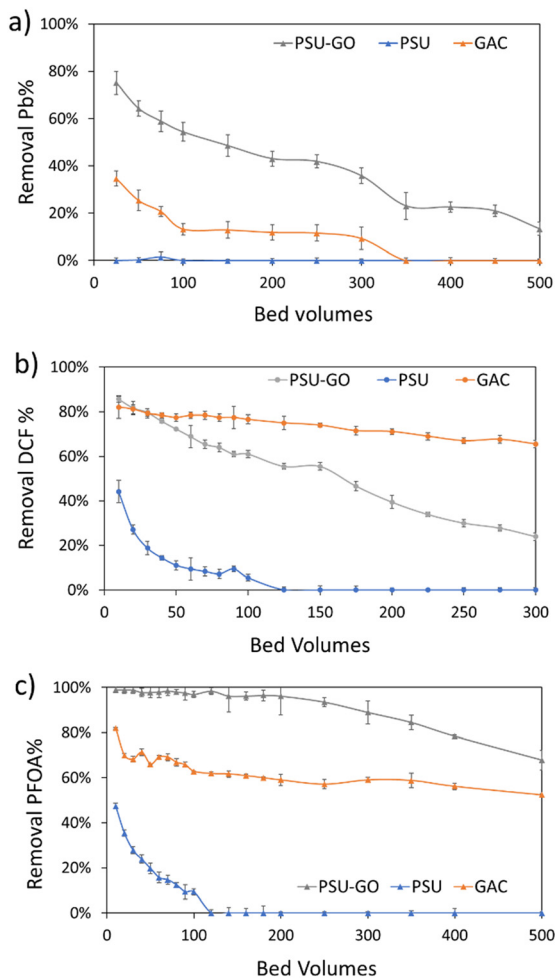 a)
100%
80%
60%
40%
20%
0%
Removal Pb%
PSU-GO PSU GAC
0 100 200 300 400 500
Bed volumes
b)
100%
80%
60%
40%
20%
0%
Removal DCF %
PSU-GO PSU GAC
0 50 100 150 200 250 300
Bed Volumes
c)
100%
80%
60%
40%
20%
0%
Removal PFOA%
PSU-GO PSU GAC
0 100 200 300 400 500
Bed Volumes